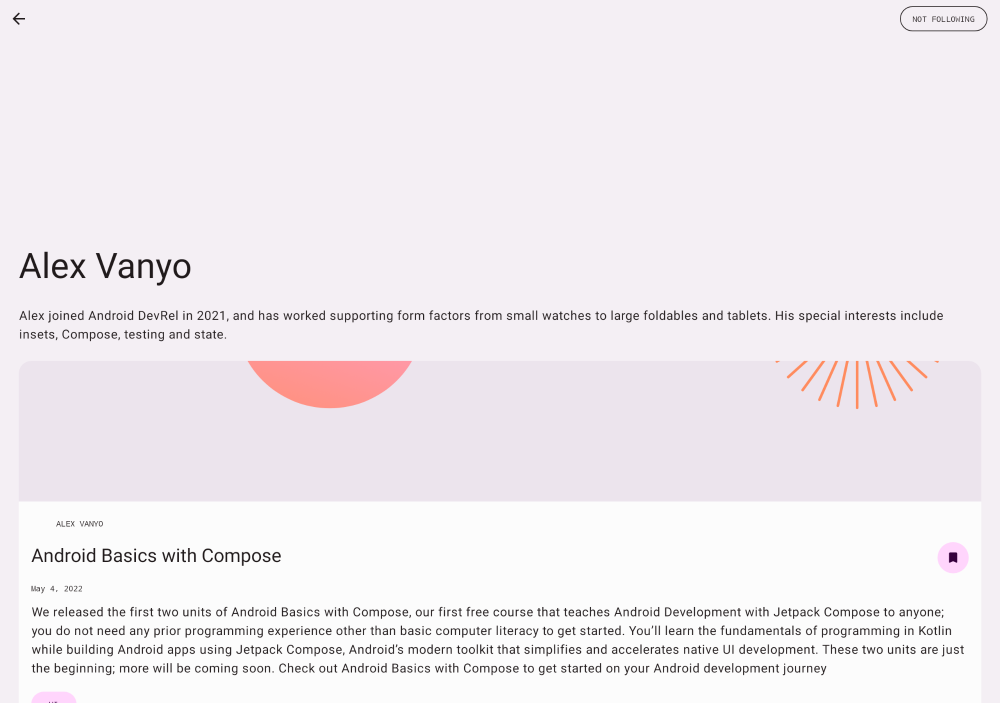 NOT FOLLOWING
Alex Vanyo
Alex joined Android DevRel in 2021, and has worked supporting form factors from small watches to large foldables and tablets. His special interests include
insets, Compose, testing and state.
ALEX VANYO
Android Basics with Compose
May 4, 2022
We released the first two units of Android Basics with Compose, our first free course that teaches Android Development with Jetpack Compose to anyone;
you do not need any prior programming experience other than basic computer literacy to get started. You’ll learn the fundamentals of programming in Kotlin
while building Android apps using Jetpack Compose, Android’s modern toolkit that simplifies and accelerates native UI development. These two units are just
the beginning; more will be coming soon. Check out Android Basics with Compose to get started on your Android development journey